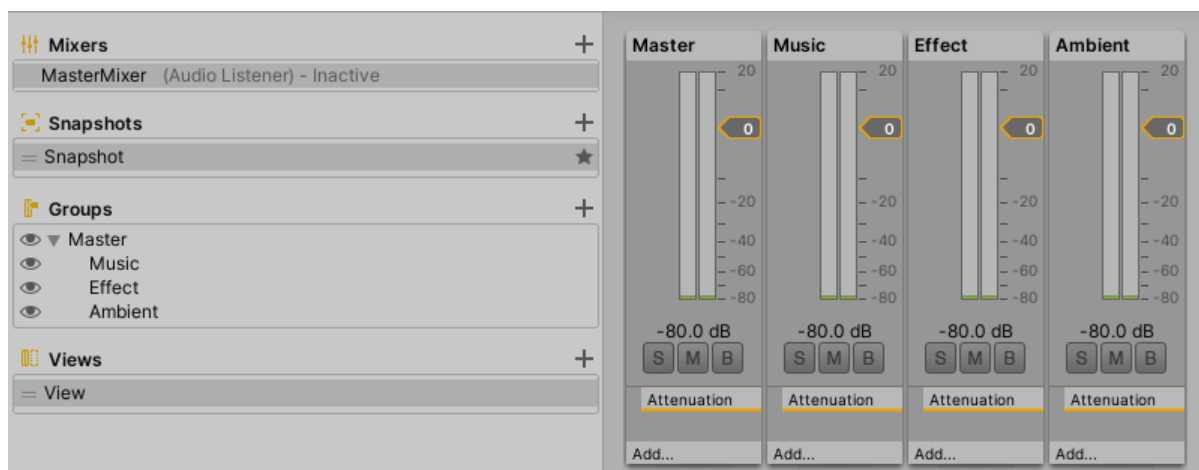 Mixers
MasterMixer (Audio Listener) - Inactive
Snapshots
Snapshot
Groups
Master
Music
Effect
Ambient
Views
View
Master Music Effect Ambient
20 20 20 20
0 0 0 0
-20 -20 -20 -20
-40 -40 -40 -40
-60 -60 -60 -60
-80 -80 -80 -80
-80.0 dB -80.0 dB -80.0 dB -80.0 dB
S M B S M B S M B S M B
Attenuation Attenuation Attenuation Attenuation
Add... Add... Add... Add...